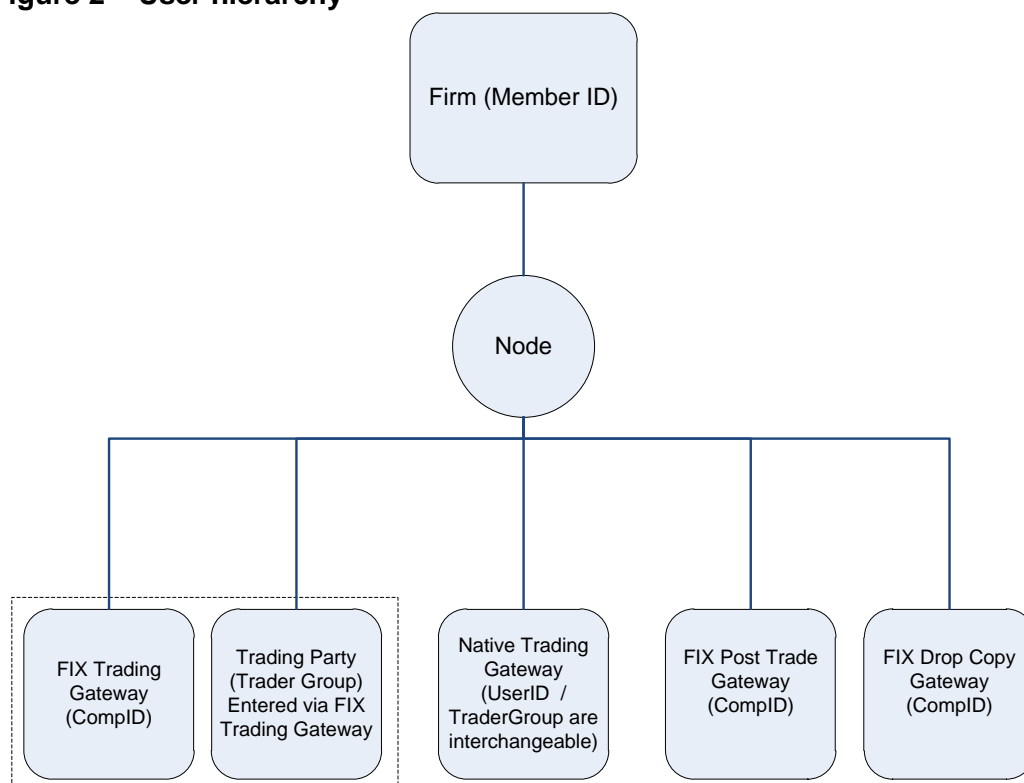 igure 2 – User hierarchy
Firm (Member ID)
Node
FIX Trading
Gateway
(CompID)
Trading Party
(Trader Group)
Entered via FIX
Trading Gateway
Native Trading
Gateway
(UserID /
TraderGroup are
interchangeable)
FIX Post Trade
Gateway
(CompID)
FIX Drop Copy
Gateway
(CompID)